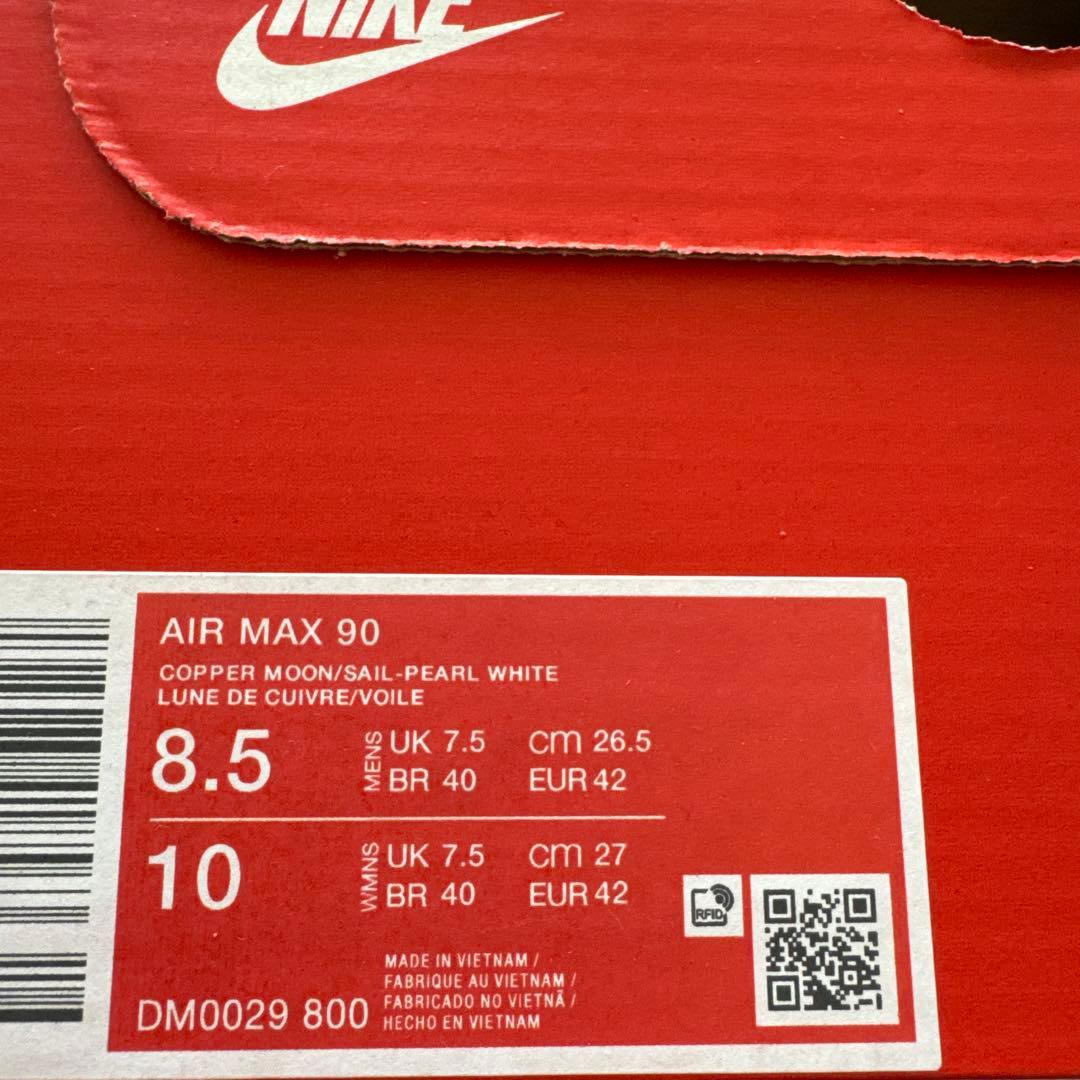 NIKE
AIR MAX 90
COPPER MOON/SAIL-PEARL WHITE
LUNE DE CUIVRE/VOILE
8.5 MENS UK 7.5 cm 26.5
BR 40 EUR 42
10 WMNS UK 7.5 cm 27
BR 40 EUR 42
RFID
MADE IN VIETNAM /
FABRIQUE AU VIETNAM /
FABRICADO NO VIETNÃ /
HECHO EN VIETNAM
DM0029 800